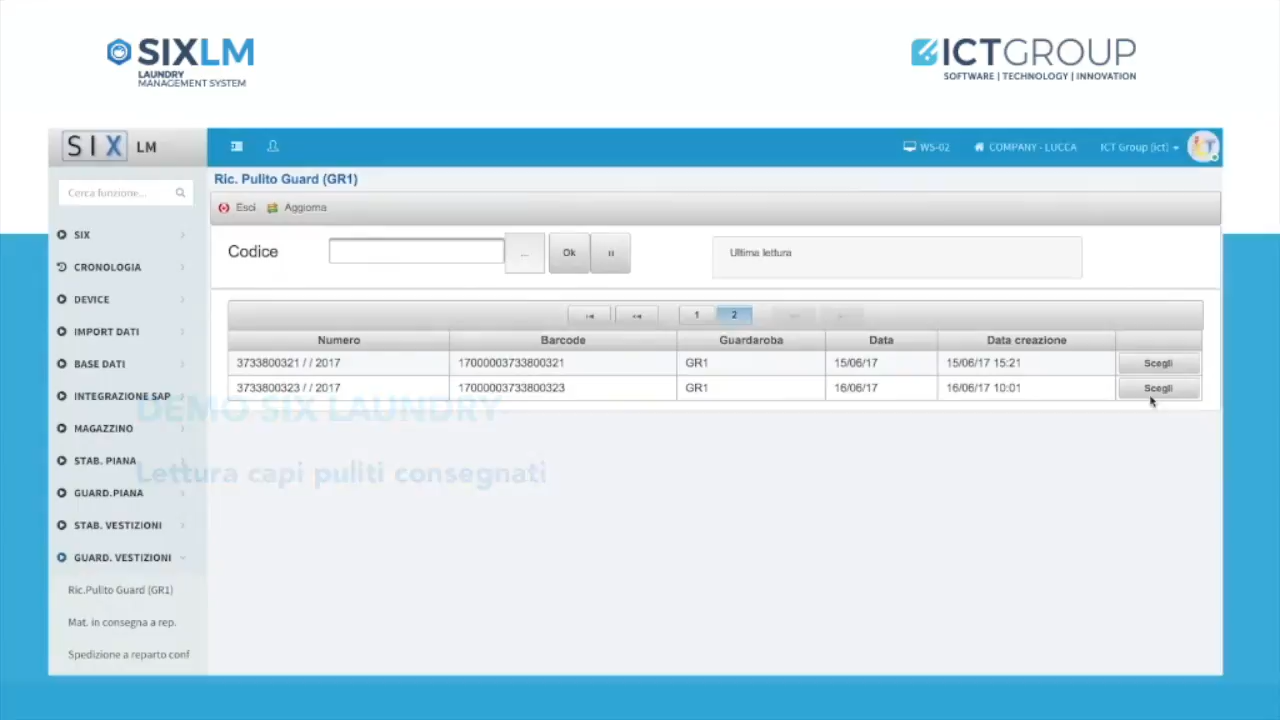 SIXLM
LAUNDRY
MANAGEMENT SYSTEM
ICTGROUP
SOFTWARE | TECHNOLOGY | INNOVATION
SIX LM
WS-02
COMPANY - LUCCA
ICT Group (ict)
Ric. Pulito Guard (GR1)
Cerca funzione...
Esci
Aggiorna
Codice
...
Ok
Ultima lettura
SIX
CRONOLOGIA
DEVICE
IMPORT DATI
BASE DATI
INTEGRAZIONE SAP
MAGAZZINO
STAB. PIANA
GUARD.PIANA
STAB. VESTIZIONI
GUARD. VESTIZIONI
Ric.Pulito Guard (GR1)
Mat. in consegna a rep.
Spedizione a reparto conf
1 2
Numero Barcode Guardaroba Data Data creazione
3733800321 / / 2017 17000003733800321 GR1 15/06/17 15/06/17 15:21 Scegli
3733800323 / / 2017 17000003733800323 GR1 16/06/17 16/06/17 10:01 Scegli
DEMO SIX LAUNDRY
Lettura capi puliti consegnati